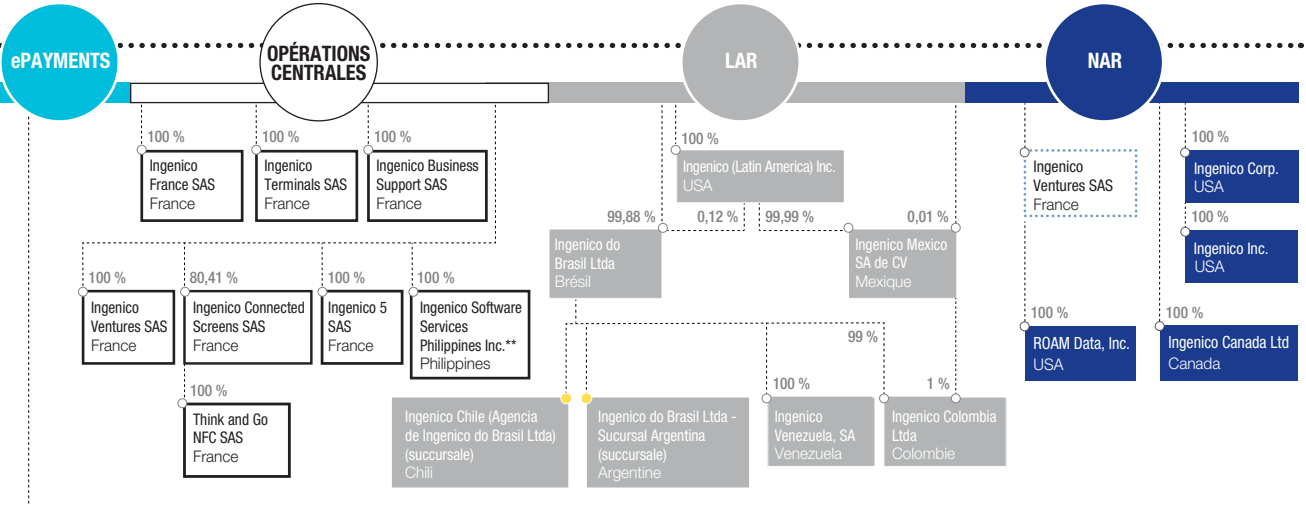 ePAYMENTS
OPÉRATIONS
CENTRALES
LAR
NAR
100 %
Ingenico
France SAS
France
100 %
Ingenico
Terminals SAS
France
100 %
Ingenico Business
Support SAS
France
100 %
Ingenico
Ventures SAS
France
80,41 %
Ingenico Connected
Screens SAS
France
100 %
Ingenico 5
SAS
France
100 %
Ingenico Software
Services
Philippines Inc.**
Philippines
100 %
Think and Go
NFC SAS
France
100 %
Ingenico (Latin America) Inc.
USA
99,88 %
0,12 %
99,99 %
0,01 %
Ingenico do
Brasil Ltda
Brésil
Ingenico Mexico
SA de CV
Mexique
Ingenico Chile (Agencia
de Ingenico do Brasil Ltda)
(succursale)
Chili
Ingenico do Brasil Ltda -
Sucursal Argentina
(succursale)
Argentine
100 %
Ingenico
Venezuela, SA
Venezuela
99 %
1 %
Ingenico Colombia
Ltda
Colombie
Ingenico
Ventures SAS
France
100 %
ROAM Data, Inc.
USA
100 %
Ingenico Corp.
USA
100 %
Ingenico Inc.
USA
100 %
Ingenico Canada Ltd
Canada